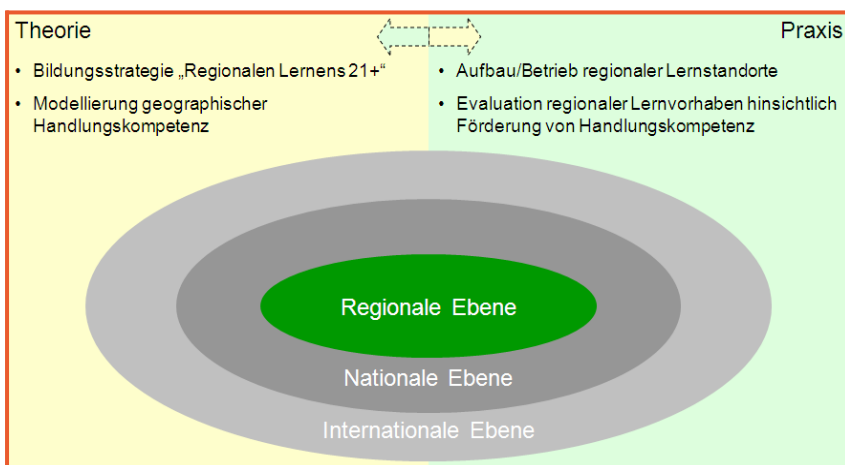 Theorie
• Bildungsstrategie „Regionalen Lernens 21+“
• Modellierung geographischer
Handlungskompetenz
Praxis
• Aufbau/Betrieb regionaler Lernstandorte
• Evaluation regionaler Lernvorhaben hinsichtlich
Förderung von Handlungskompetenz
Regionale Ebene
Nationale Ebene
Internationale Ebene